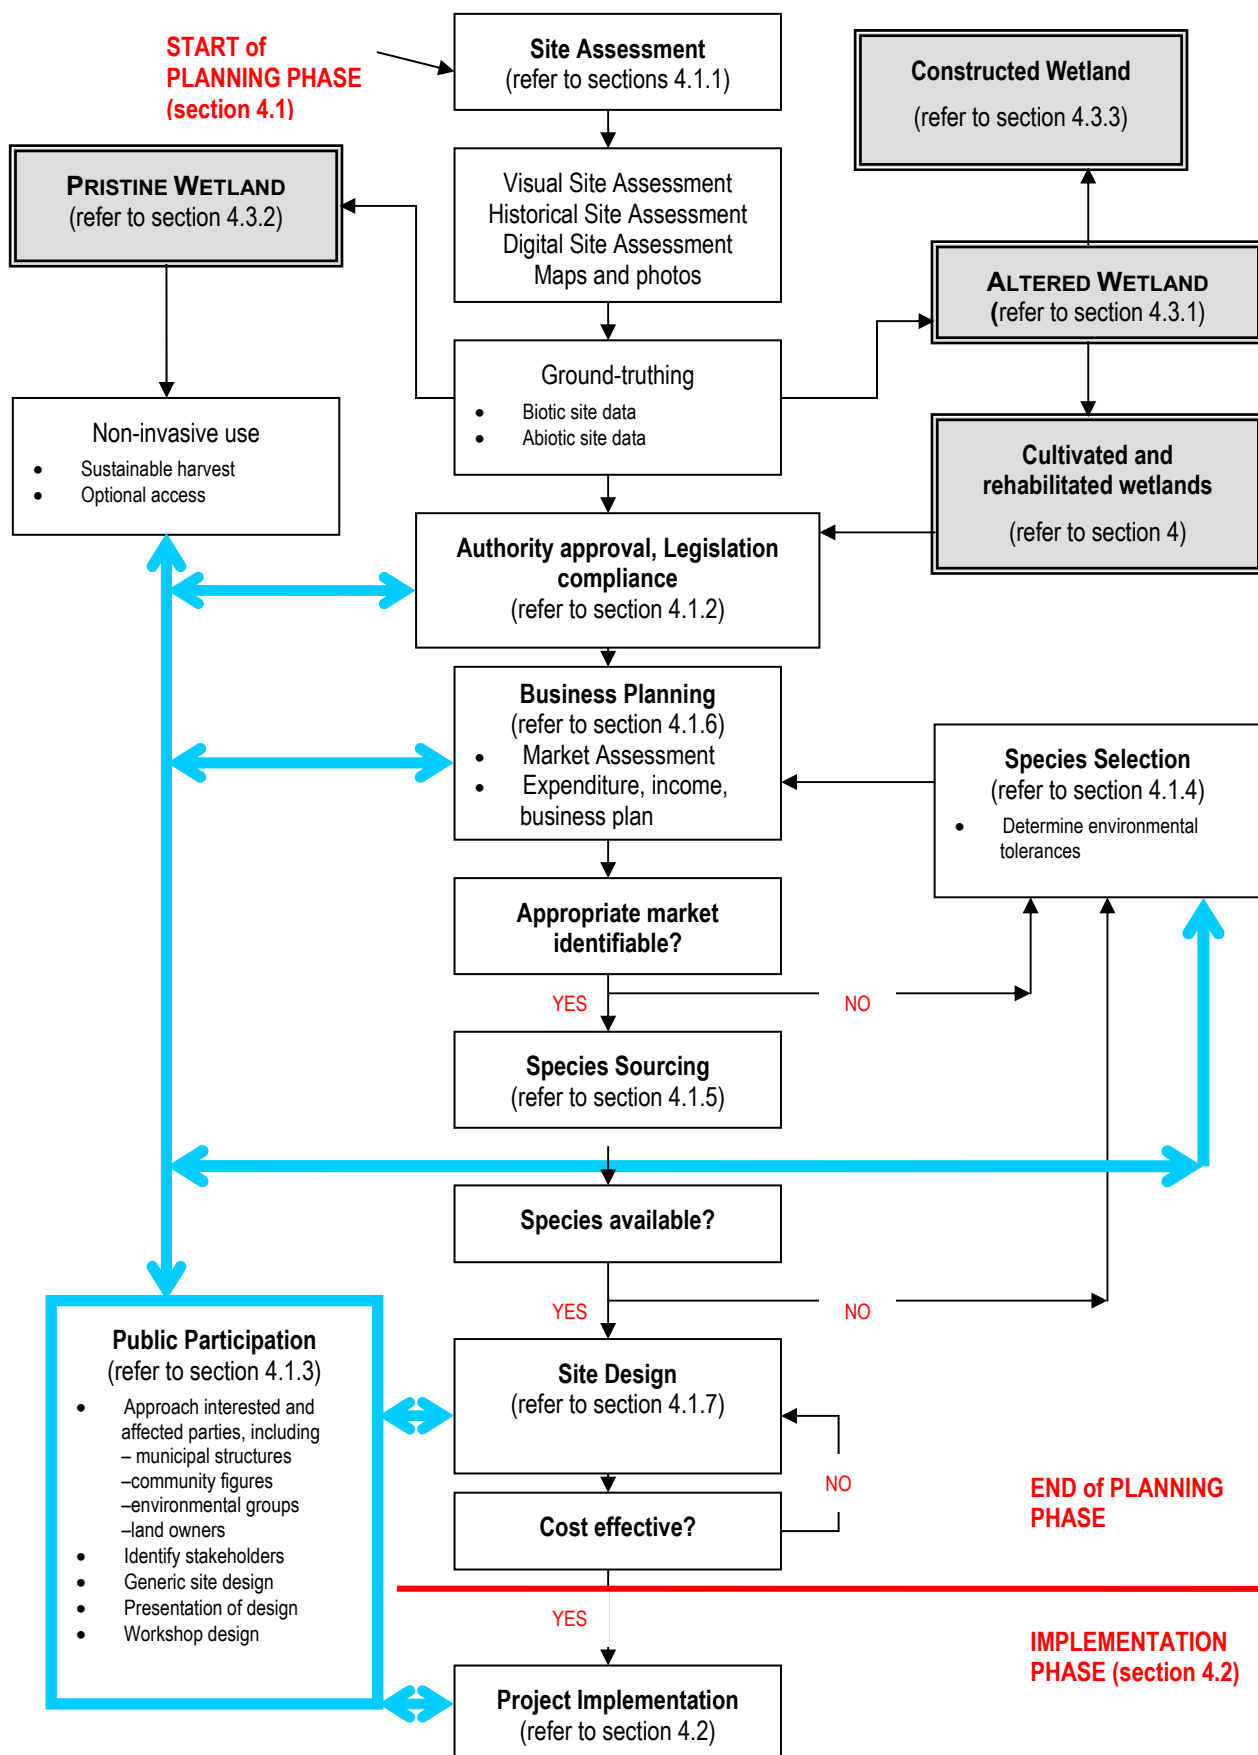 START of
PLANNING PHASE
(section 4.1)
Site Assessment
(refer to sections 4.1.1)
Constructed Wetland
(refer to section 4.3.3)
PRISTINE WETLAND
(refer to section 4.3.2)
Visual Site Assessment
Historical Site Assessment
Digital Site Assessment
Maps and photos
ALTERED WETLAND
(refer to section 4.3.1)
Ground-truthing
• Biotic site data
• Abiotic site data
Non-invasive use
• Sustainable harvest
• Optional access
Cultivated and
rehabilitated wetlands
(refer to section 4)
Authority approval, Legislation
compliance
(refer to section 4.1.2)
Business Planning
(refer to section 4.1.6)
• Market Assessment
• Expenditure, income,
business plan
Species Selection
(refer to section 4.1.4)
• Determine environmental
tolerances
Appropriate market
identifiable?
YES
NO
Species Sourcing
(refer to section 4.1.5)
Species available?
YES
NO
Public Participation
(refer to section 4.1.3)
• Approach interested and
affected parties, including
– municipal structures
–community figures
–environmental groups
–land owners
• Identify stakeholders
• Generic site design
• Presentation of design
• Workshop design
Site Design
(refer to section 4.1.7)
NO
Cost effective?
END of PLANNING
PHASE
YES
IMPLEMENTATION
PHASE (section 4.2)
Project Implementation
(refer to section 4.2)